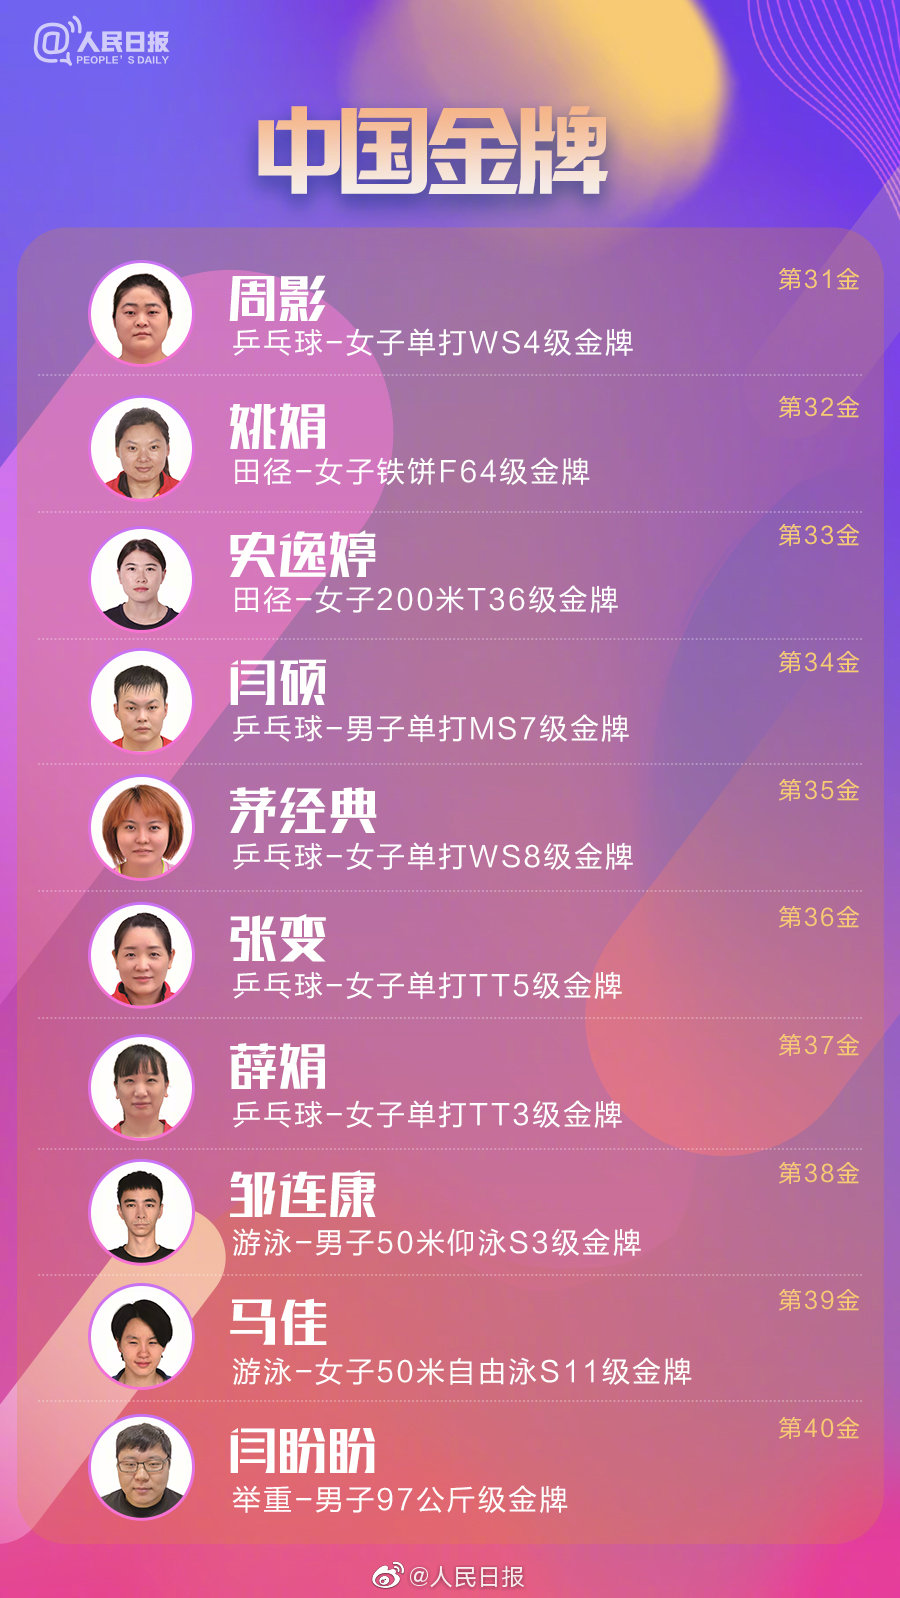 @人民日报
PEOPLE'S DAILY
中国金牌
第31金
周影
乒乓球-女子单打WS4级金牌
第32金
姚娟
田径-女子铁饼F64级金牌
第33金
史逸婷
田径-女子200米T36级金牌
第34金
闫硕
乒乓球-男子单打MS7级金牌
第35金
茅经典
乒乓球-女子单打WS8级金牌
第36金
张变
乒乓球-女子单打TT5级金牌
第37金
薛娟
乒乓球-女子单打TT3级金牌
第38金
邹连康
游泳-男子50米仰泳S3级金牌
第39金
马佳
游泳-女子50米自由泳S11级金牌
第40金
闫盼盼
举重-男子97公斤级金牌
@人民日报